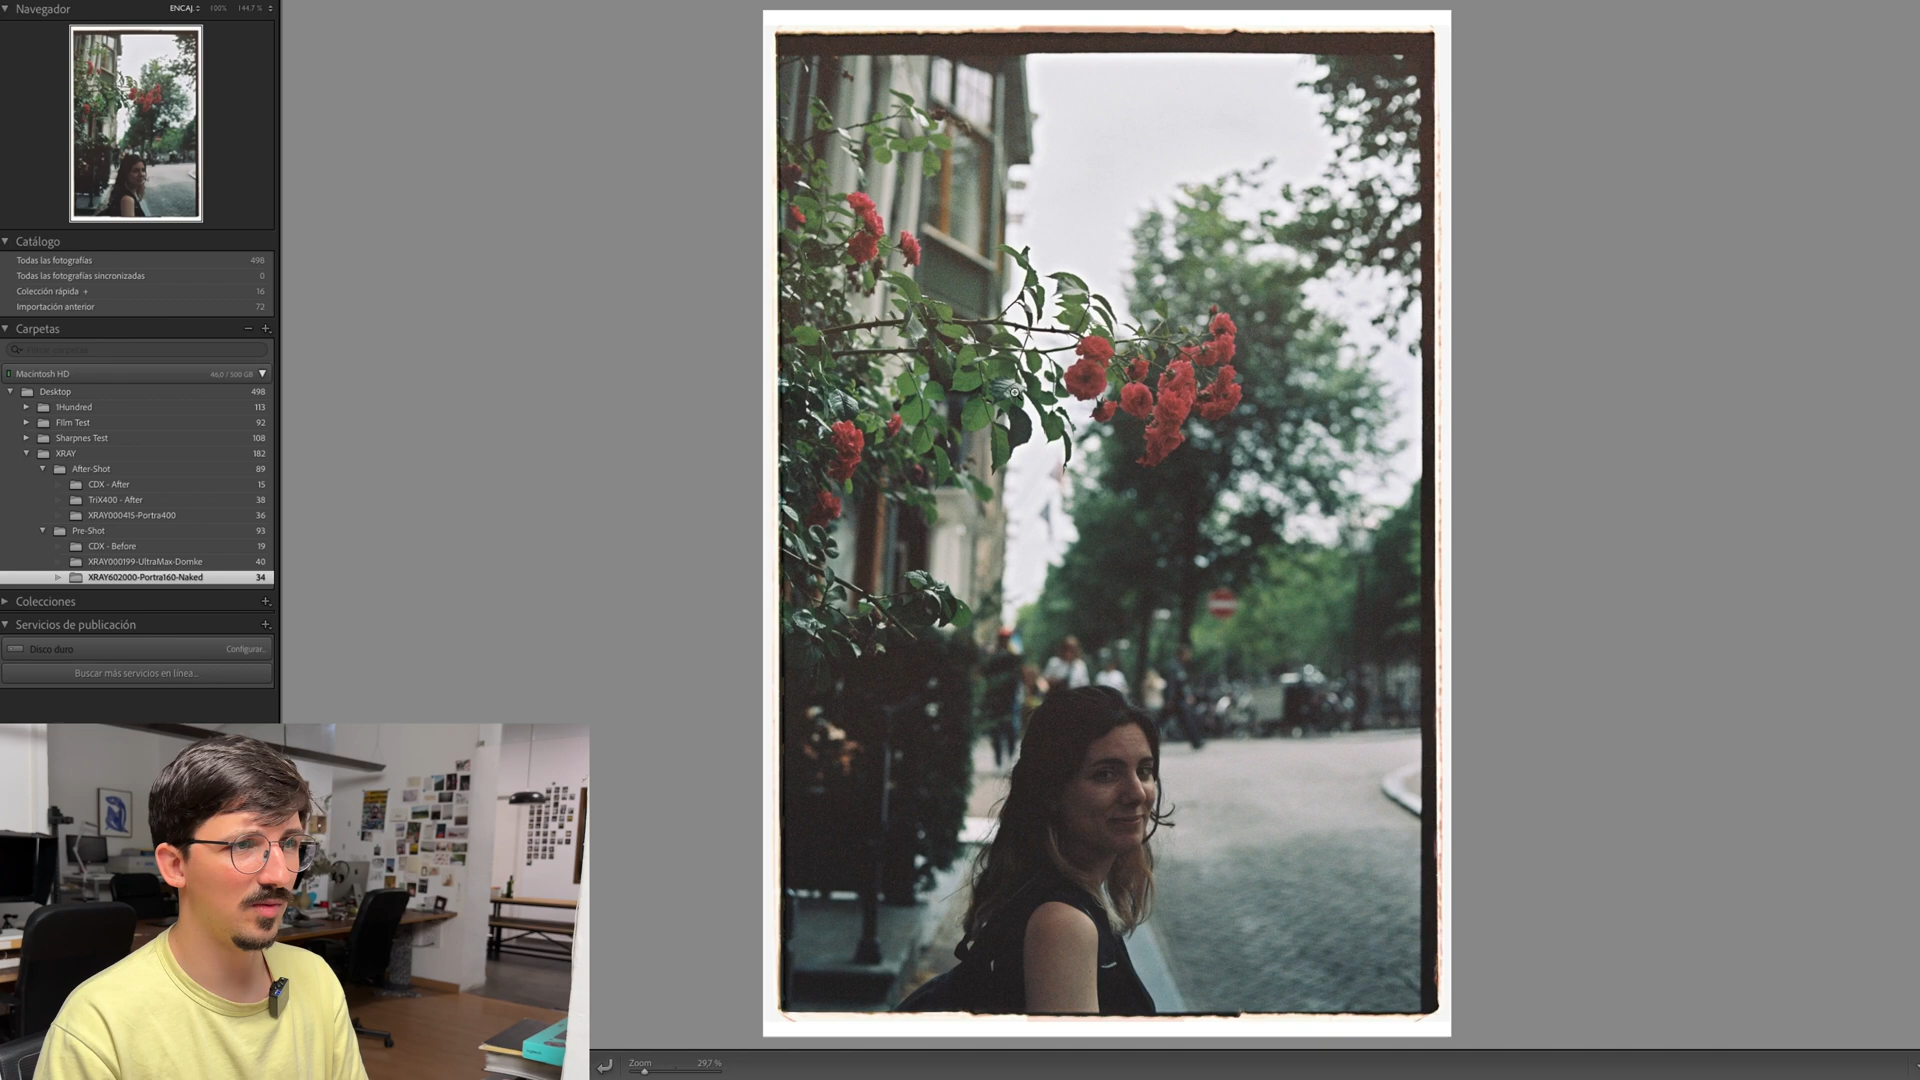 Navegador ENCAJ. 100% 144,7 %
Catálogo
Todas las fotografías 498
Todas las fotografías sincronizadas 0
Colección rápida + 16
Importación anterior 72
Carpetas
Filtrar carpetas
Macintosh HD 46,0 / 500 GB
Desktop 498
1Hundred 113
FIlm Test 92
Sharpnes Test 108
XRAY 182
After-Shot 89
CDX - After 15
TriX400 - After 38
XRAY000415-Portra400 36
Pre-Shot 93
CDX - Before 19
XRAY000199-UltraMax-Domke 40
XRAY602000-Portra160-Naked 34
Colecciones
Servicios de publicación
Disco duro Configurar...
Buscar más servicios en línea...
Zoom 29,7 %